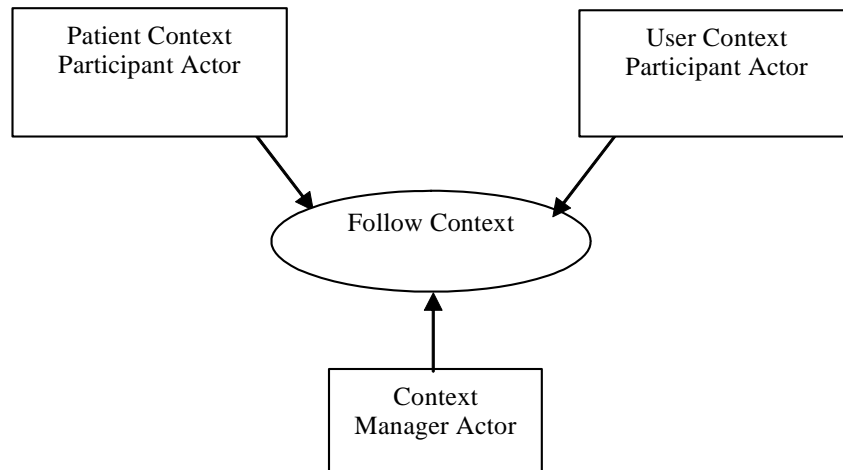 Patient Context
Participant Actor
User Context
Participant Actor
Follow Context
Context
Manager Actor